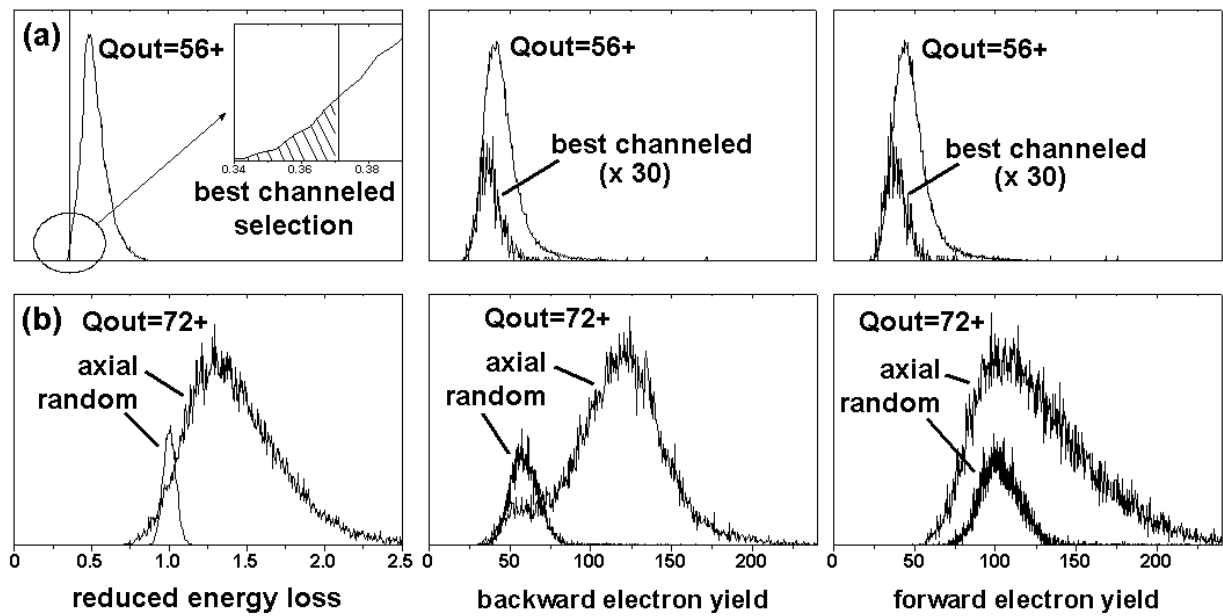 (a)
Qout=56+
0.34 0.36 0.38
best channeled
selection
Qout=56+
best channeled
(x 30)
Qout=56+
best channeled
(x 30)
(b)
Qout=72+
axial
random
Qout=72+
axial
random
Qout=72+
axial
random
0 0.5 1.0 1.5 2.0 2.5
0 50 100 150 200
0 50 100 150 200
reduced energy loss
backward electron yield
forward electron yield